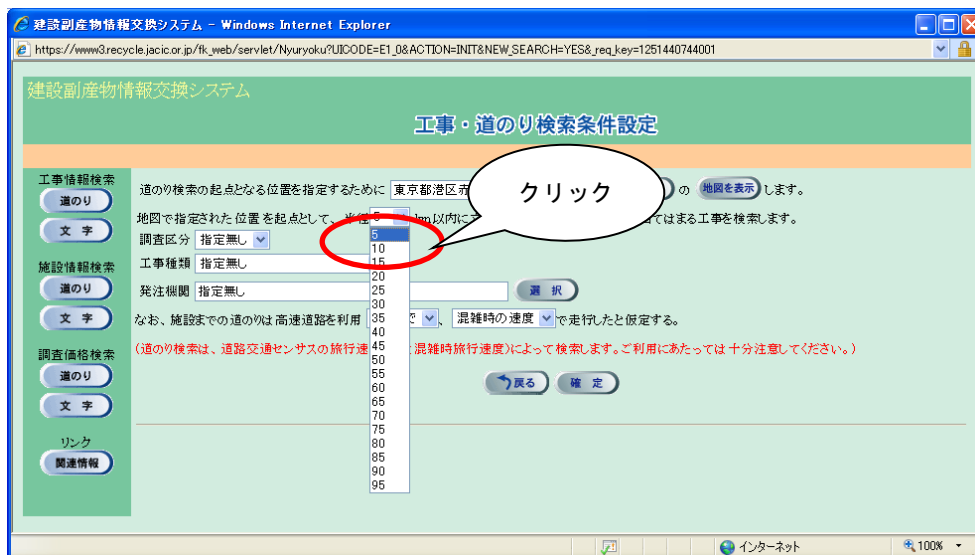 建設副産物情報交換システム - Windows Internet Explorer
https://www3.recycle.jacic.or.jp/fk_web/servlet/Nyuryoku?UICODE=E1_0&ACTION=INIT&NEW_SEARCH=YES&_req_key=1251440744001
建設副産物情報交換システム
工事・道のり検索条件設定
工事情報検索
道のり
文 字
施設情報検索
道のり
文 字
調査価格検索
道のり
文 字
リンク
関連情報
道のり検索の起点となる位置を指定するために 東京都港区赤 の 地図を表示 します。
地図で指定された位置を起点として、半径 5 km以内に てはまる工事を検索します。
調査区分 指定無し
工事種類 指定無し
発注機関 指定無し 選 択
なお、施設までの道のりは高速道路を利用 、 混雑時の速度 で走行したと仮定する。
(道のり検索は、道路交通センサスの旅行速 混雑時旅行速度)によって検索します。ご利用にあたっては十分注意してください。)
戻る 確 定
5
10
15
20
25
30
35
40
45
50
55
60
65
70
75
80
85
90
95
クリック
インターネット 100%